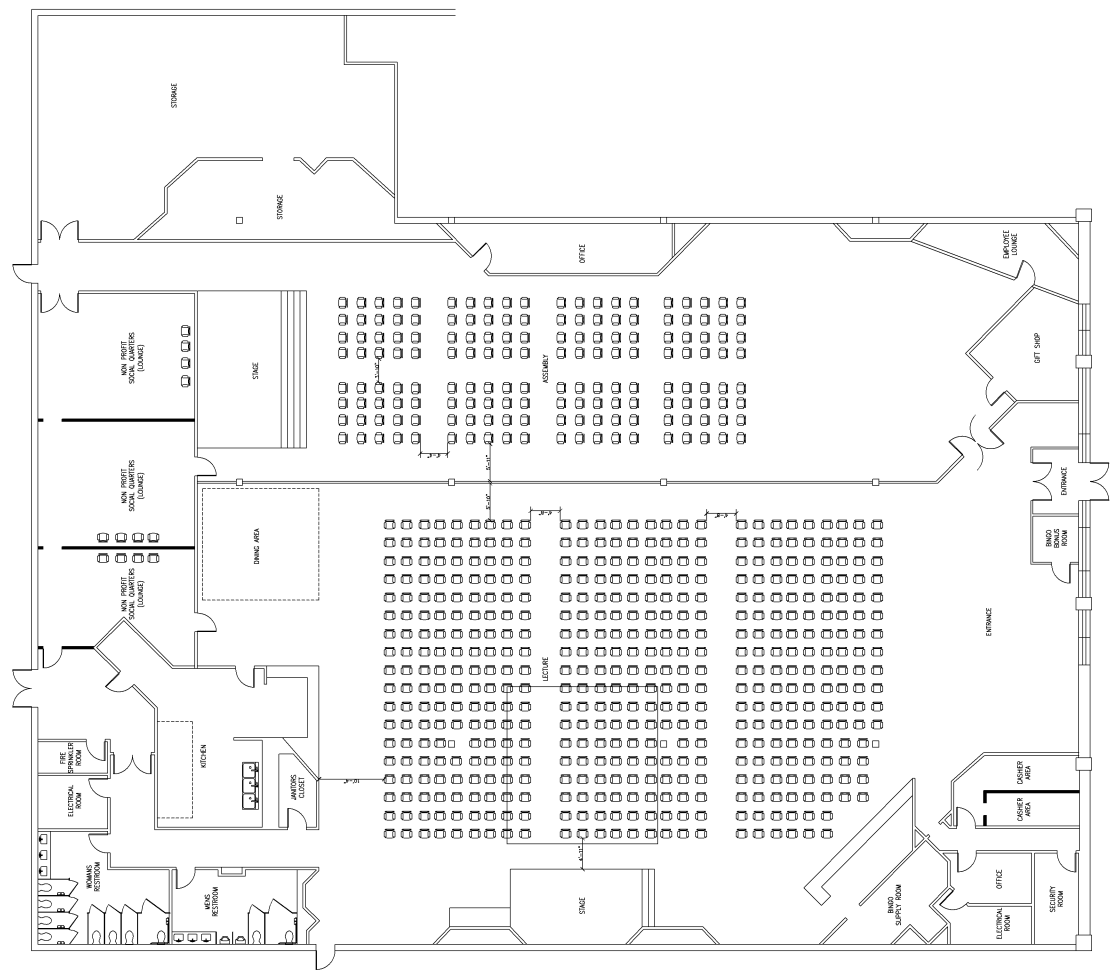 STORAGE
STORAGE
OFFICE
EMPLOYEE
LOUNGE
GIFT SHOP
NON PROFIT
SOCIAL QUARTERS
(LOUNGE)
STAGE
ASSEMBLY
NON PROFIT
SOCIAL QUARTERS
(LOUNGE)
ENTRANCE
DINING AREA
BINGO
BONUS
ROOM
NON PROFIT
SOCIAL QUARTERS
(LOUNGE)
ENTRANCE
LECTURE
FIRE
SPRINKLER
ROOM
KITCHEN
JANITORS
CLOSET
ELECTRICAL
ROOM
CASHIER
AREA
CASHIER
AREA
WOMANS
RESTROOM
MENS
RESTROOM
STAGE
BINGO
SUPPLY ROOM
OFFICE
SECURITY
ROOM
ELECTRICAL
ROOM